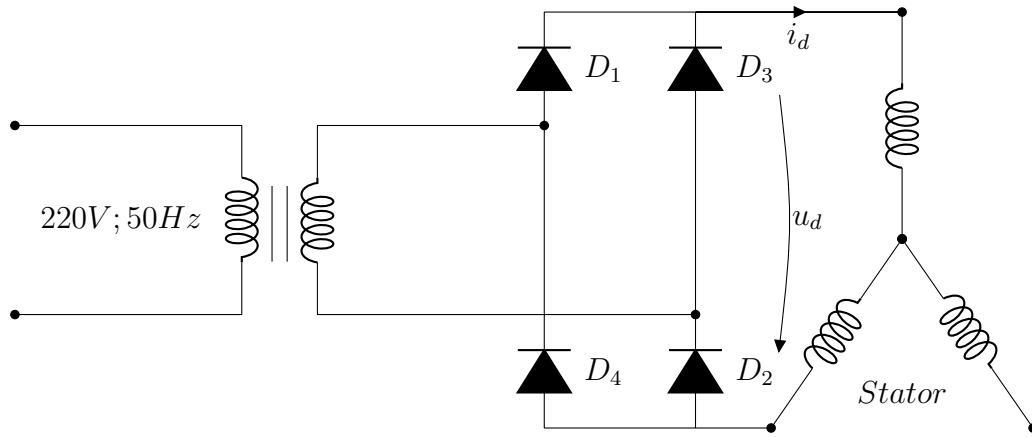 D₁
D₃
i_d
220V; 50Hz
u_d
D₄
D₂
Stator